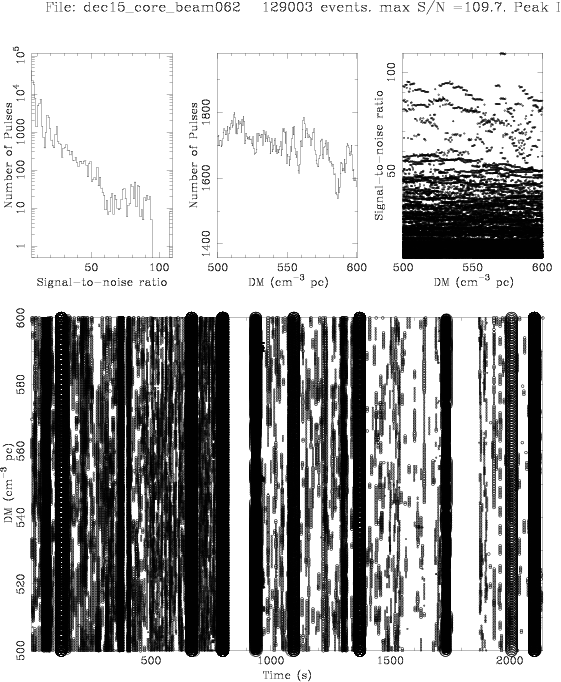 File: dec15_core_beam062 129003 events. max S/N =109.7. Peak I
Number of Pulses
1 10 100 1000 10^4 10^5
50 100
Signal-to-noise ratio
Number of Pulses
1400 1600 1800
500 550 600
DM (cm^-3 pc)
Signal-to-noise ratio
50 100
500 550 600
DM (cm^-3 pc)
DM (cm^-3 pc)
500 520 540 560 580 600
500 1000 1500 2000
Time (s)